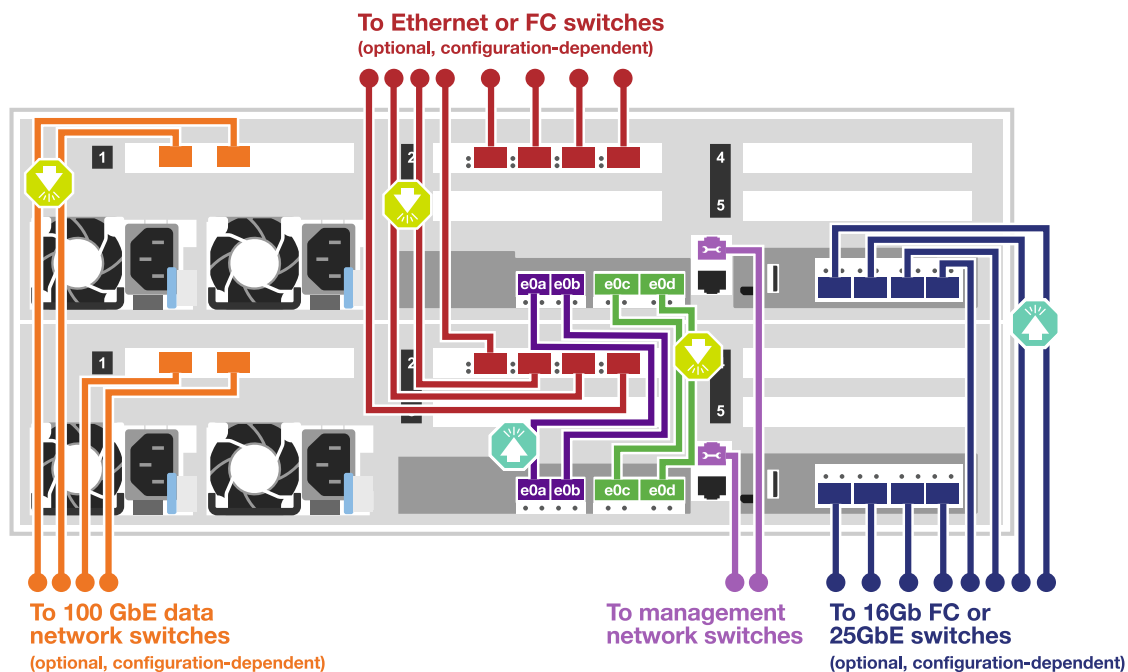 To Ethernet or FC switches
(optional, configuration-dependent)
1
2
4
5
e0a e0b e0c e0d
1
2
5
e0a e0b e0c e0d
To 100 GbE data
network switches
(optional, configuration-dependent)
To management
network switches
To 16Gb FC or
25GbE switches
(optional, configuration-dependent)